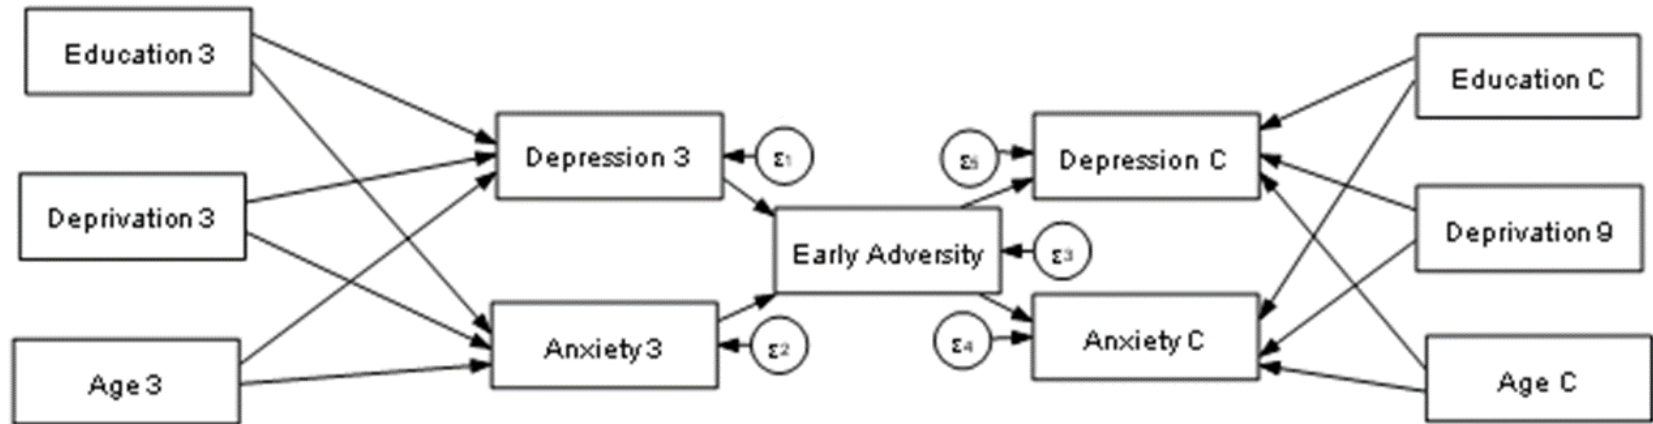 Education 3
Education C
Depression 3
ε1
ε5
Depression C
Deprivation 3
Deprivation 9
Early Adversity
ε3
Anxiety 3
ε2
ε4
Anxiety C
Age 3
Age C